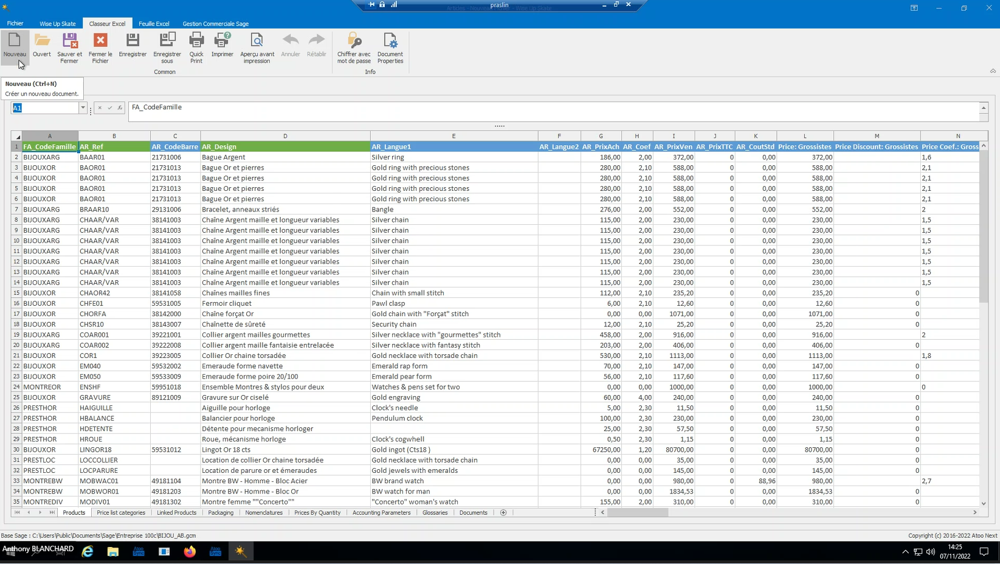 praslin
Articles - Nouveau Fichier - Wise Up Skate
Fichier Wise Up Skate Classeur Excel Feuille Excel Gestion Commerciale Sage
Nouveau Ouvert Sauver et Fermer Fermer le Fichier Enregistrer Enregistrer sous Quick Print Imprimer Aperçu avant impression Annuler Rétablir Chiffrer avec mot de passe Document Properties
Common Info
Nouveau (Ctrl+N)
Créer un nouveau document.
A1 FA_CodeFamille
A B C D E F G H I J K L M N
1 FA_CodeFamille AR_Ref AR_CodeBarre AR_Design AR_Langue1 AR_Langue2 AR_PrixAch AR_Coef AR_PrixVen AR_PrixTTC AR_CoutStd Price: Grossistes Price Discount: Grossistes Price Coef.: Gross
2 BIJOUXARG BAAR01 21731006 Bague Argent Silver ring 186,00 2,00 372,00 0 0,00 372,00 1,6
3 BIJOUXOR BAOR01 21731013 Bague Or et pierres Gold ring with precious stones 280,00 2,10 588,00 0 0,00 588,00 2,1
4 BIJOUXOR BAOR01 21731013 Bague Or et pierres Gold ring with precious stones 280,00 2,10 588,00 0 0,00 588,00 2,1
5 BIJOUXOR BAOR01 21731013 Bague Or et pierres Gold ring with precious stones 280,00 2,10 588,00 0 0,00 588,00 2,1
6 BIJOUXOR BAOR01 21731013 Bague Or et pierres Gold ring with precious stones 280,00 2,10 588,00 0 0,00 588,00 2,1
7 BIJOUXARG BRAAR10 29131006 Bracelet, anneaux striés Bangle 276,00 2,00 552,00 0 0,00 552,00 2
8 BIJOUXARG CHAAR/VAR 38141003 Chaîne Argent maille et longueur variables Silver chain 115,00 2,00 230,00 0 0,00 230,00 1,5
9 BIJOUXARG CHAAR/VAR 38141003 Chaîne Argent maille et longueur variables Silver chain 115,00 2,00 230,00 0 0,00 230,00 1,5
10 BIJOUXARG CHAAR/VAR 38141003 Chaîne Argent maille et longueur variables Silver chain 115,00 2,00 230,00 0 0,00 230,00 1,5
11 BIJOUXARG CHAAR/VAR 38141003 Chaîne Argent maille et longueur variables Silver chain 115,00 2,00 230,00 0 0,00 230,00 1,5
12 BIJOUXARG CHAAR/VAR 38141003 Chaîne Argent maille et longueur variables Silver chain 115,00 2,00 230,00 0 0,00 230,00 1,5
13 BIJOUXARG CHAAR/VAR 38141003 Chaîne Argent maille et longueur variables Silver chain 115,00 2,00 230,00 0 0,00 230,00 1,5
14 BIJOUXARG CHAAR/VAR 38141003 Chaîne Argent maille et longueur variables Silver chain 115,00 2,00 230,00 0 0,00 230,00 1,5
15 BIJOUXOR CHAOR42 38141058 Chaînes mailles fines Chain with small stitch 112,00 2,10 235,20 0 0,00 235,20 0
16 BIJOUXOR CHFE01 59531005 Fermoir cliquet Pawl clasp 6,00 2,10 12,60 0 0,00 12,60 0
17 BIJOUXOR CHORFA 38142000 Chaîne forçat Or Gold chain with "Forçat" stitch 0,00 0,00 1071,00 0 0,00 1071,00 0
18 BIJOUXOR CHSR10 38143007 Chaînette de sûreté Security chain 12,00 2,10 25,20 0 0,00 25,20 0
19 BIJOUXARG COAR001 39221001 Collier argent mailles gourmettes Silver necklace with "gourmettes" stitch 458,00 2,00 916,00 0 0,00 916,00 2
20 BIJOUXARG COAR002 39222008 Collier argent maille fantaisie entrelacée Silver necklace with fantasy stitch 203,00 2,00 406,00 0 0,00 406,00 0
21 BIJOUXOR COR1 39223005 Collier Or chaine torsadée Gold necklace with torsade chain 530,00 2,10 1113,00 0 0,00 1113,00 1,8
22 BIJOUXOR EM040 59532002 Emeraude forme navette Emerald rap form 70,00 2,10 147,00 0 0,00 147,00 0
23 BIJOUXOR EM050 59533009 Emeraude forme poire 20/100 Emerald pear form 56,00 2,10 117,60 0 0,00 117,60 0
24 MONTREOR ENSHF 59951018 Ensemble Montres & stylos pour deux Watches & pens set for two 0,00 0,00 1000,00 0 0,00 1000,00 0
25 BIJOUXOR GRAVURE 89121009 Gravure sur Or ciselé Gold engraving 60,00 4,00 240,00 0 0,00 240,00 0
26 PRESTHOR HAIGUILLE Aiguille pour horloge Clock's needle 5,00 2,30 11,50 0 0,00 11,50 0
27 PRESTHOR HBALANCE Balancier pour horloge Pendulum clock 100,00 2,30 230,00 0 0,00 230,00 0
28 PRESTHOR HDETENTE Détente pour mecanisme horloger 25,00 2,30 57,50 0 0,00 57,50 0
29 PRESTHOR HROUE Roue, mécanisme horloge Clock's cogwhell 0,50 2,30 1,15 0 0,00 1,15 0
30 BIJOUXOR LINGOR18 59531012 Lingot Or 18 cts Gold ingot (Cts18 ) 67250,00 1,20 80700,00 0 0,00 80700,00 0
31 PRESTLOC LOCCOLLIER Location de collier Or chaine torsadée Gold necklace with torsade chain 0,00 0,00 35,00 0 0,00 35,00 0
32 PRESTLOC LOCPARURE Location de parure or et émeraudes Gold jewels with emeralds 0,00 0,00 145,00 0 0,00 145,00 0
33 MONTREBW MOBWAC01 49181104 Montre BW - Homme - Bloc Acier BW brand watch 0,00 0,00 980,00 0 88,96 980,00 2,7
34 MONTREBW MOBWOR01 49181203 Montre BW - Homme - Bloc Or BW watch for man 0,00 0,00 1834,53 0 0,00 1834,53 0
35 MONTREDIV MODIV01 49181302 Montre femme ""Concerto"" "Concerto" woman's watch 155,00 2,00 310,00 0 0,00 310,00 0
Products Price list categories Linked Products Packaging Nomenclatures Prices By Quantity Accounting Parameters Glossaries Documents
Base Sage : C:\Users\Public\Documents\Sage\Entreprise 100c\BIJOU_AB.gcm Copyright (c) 2016-2022 Atoo Next
Anthony BLANCHARD 14:25
07/11/2022